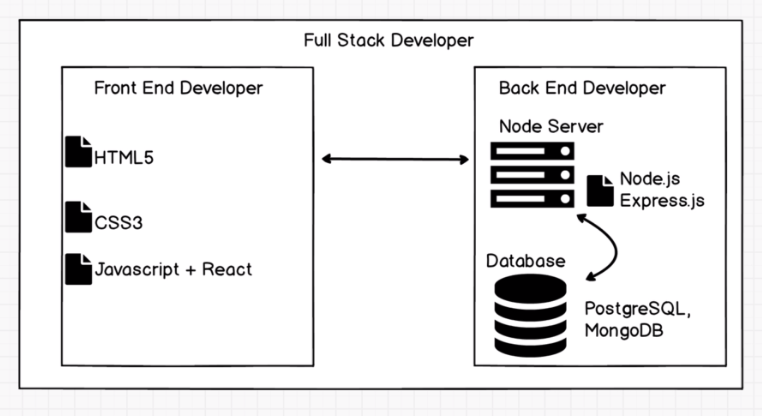 Full Stack Developer
Front End Developer
HTML5
CSS3
Javascript + React
Back End Developer
Node Server
Node.js
Express.js
Database
PostgreSQL,
MongoDB